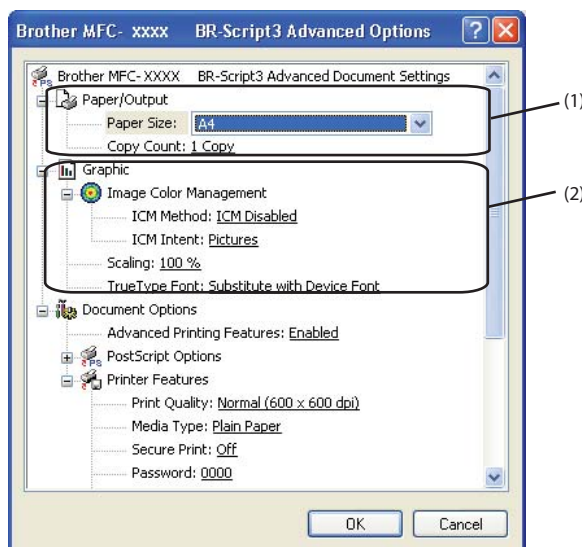 Brother MFC- xxxx BR-Script3 Advanced Options
Brother MFC-XXXX BR-Script3 Advanced Document Settings
Paper/Output
Paper Size: A4
Copy Count: 1 Copy
(1)
Graphic
(2)
Image Color Management
ICM Method: ICM Disabled
ICM Intent: Pictures
Scaling: 100 %
TrueType Font: Substitute with Device Font
Document Options
Advanced Printing Features: Enabled
PS PostScript Options
Printer Features
Print Quality: Normal (600 x 600 dpi)
Media Type: Plain Paper
Secure Print: Off
Password: 0000
OK Cancel